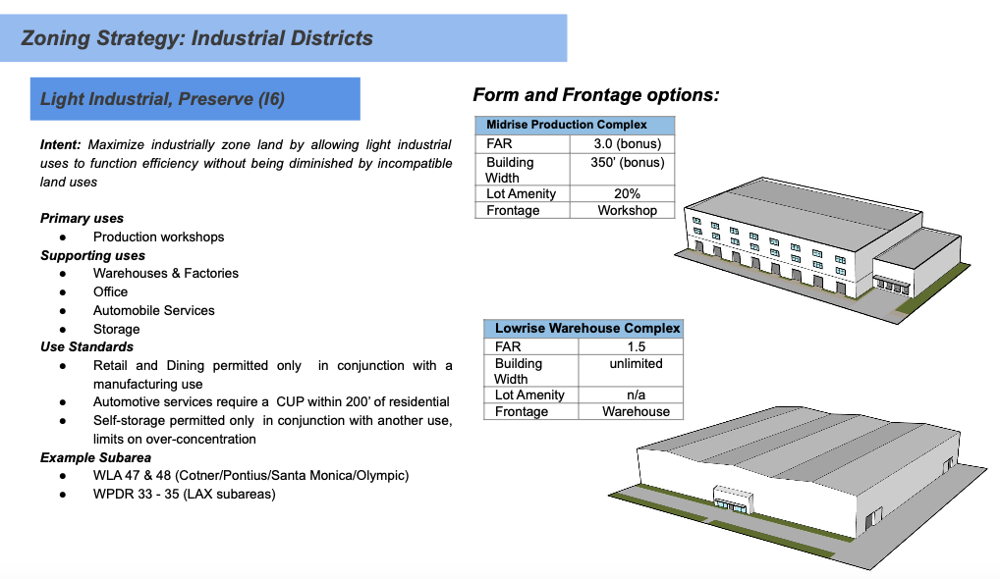 Zoning Strategy: Industrial Districts
Light Industrial, Preserve (I6)
Intent: Maximize industrially zone land by allowing light industrial
uses to function efficiency without being diminished by incompatible
land uses
Primary uses
● Production workshops
Supporting uses
● Warehouses & Factories
● Office
● Automobile Services
● Storage
Use Standards
● Retail and Dining permitted only in conjunction with a
manufacturing use
● Automotive services require a CUP within 200’ of residential
● Self-storage permitted only in conjunction with another use,
limits on over-concentration
Example Subarea
● WLA 47 & 48 (Cotner/Pontius/Santa Monica/Olympic)
● WPDR 33 - 35 (LAX subareas)
Form and Frontage options:
Midrise Production Complex
FAR 3.0 (bonus)
Building 350’ (bonus)
Width
Lot Amenity 20%
Frontage Workshop
Lowrise Warehouse Complex
FAR 1.5
Building unlimited
Width
Lot Amenity n/a
Frontage Warehouse